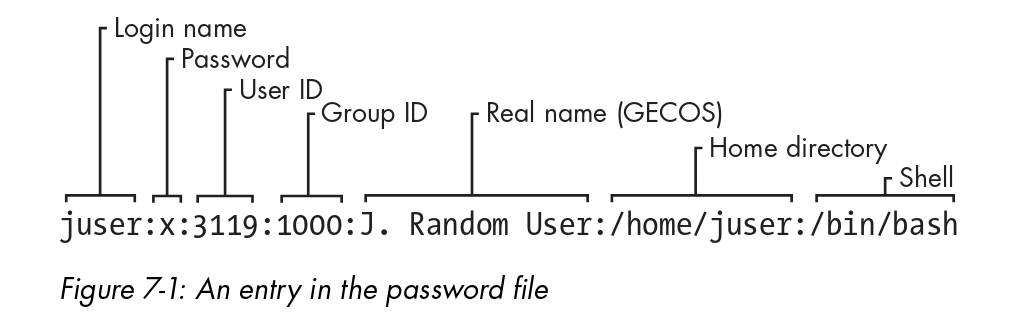 Login name
Password
User ID
Group ID
Real name (GECOS)
Home directory
Shell
juser:x:3119:1000:J. Random User:/home/juser:/bin/bash
Figure 7-1: An entry in the password file